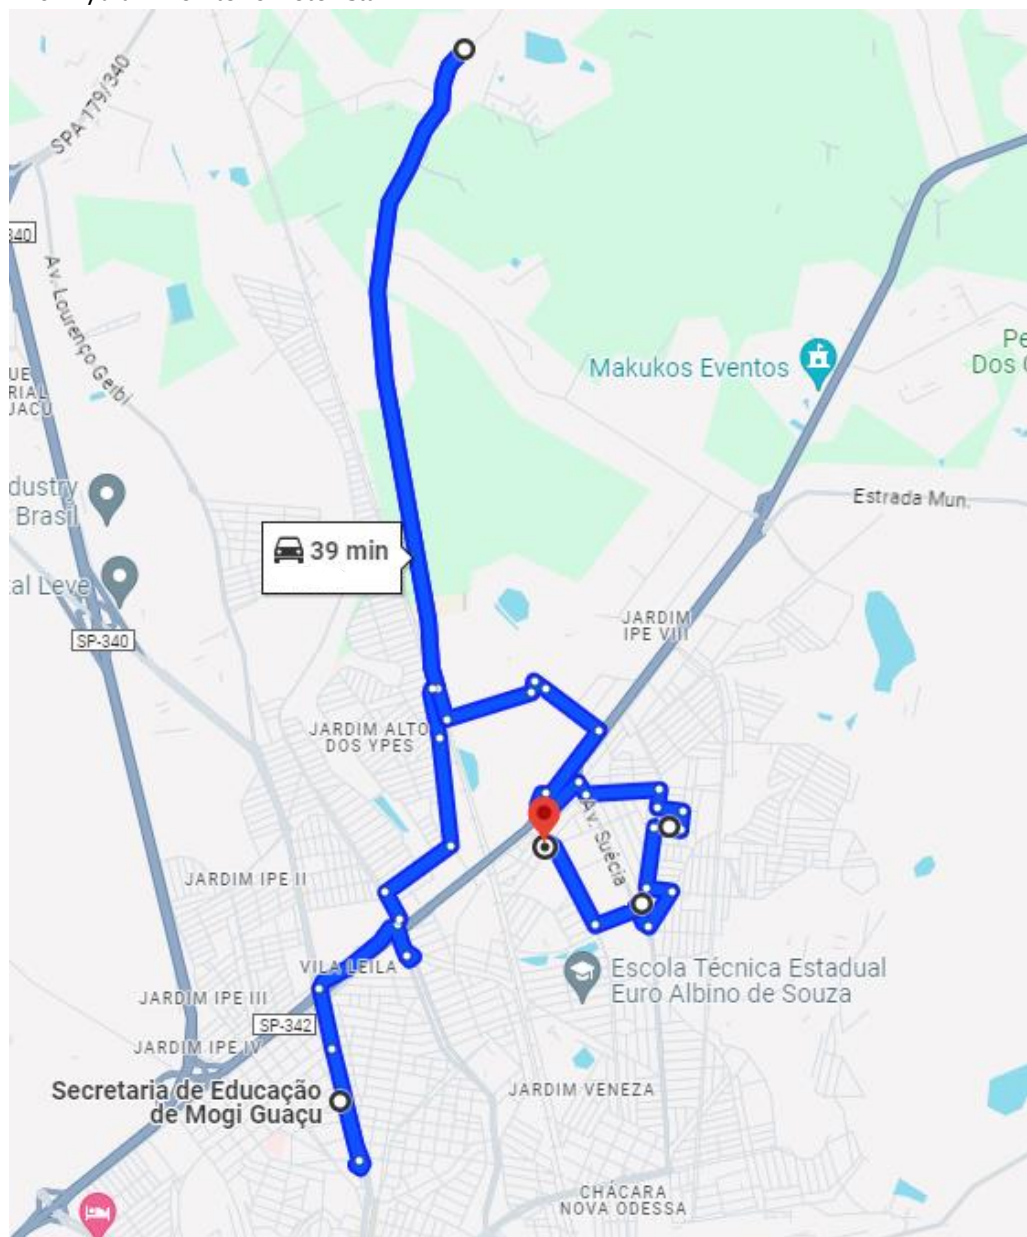 SPA 179/340
340
Av. Lourenço Gerbi
Makukos Eventos
Pe
Dos
UE
RIAL
UAÇU
dustry
Brasil
Estrada Mun.
39 min
al Leve
SP-340
JARDIM
IPE VIII
JARDIM ALTO
DOS YPES
Av. Suécia
JARDIM IPE II
VILA LEILA
Escola Técnica Estadual
Euro Albino de Souza
JARDIM IPE III
SP-342
JARDIM IPE IV
Secretaria de Educação
de Mogi Guaçu
JARDIM VENEZA
CHÁCARA
NOVA ODESSA